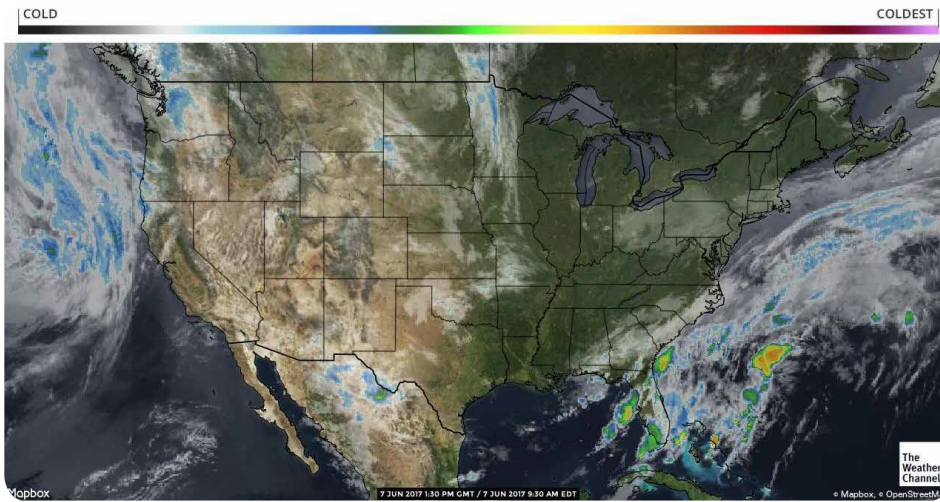 COLD
COLDEST
The
Weather
Channel
Mapbox
7 JUN 2017 1:30 PM GMT / 7 JUN 2017 9:30 AM EDT
© Mapbox, © OpenStreetM